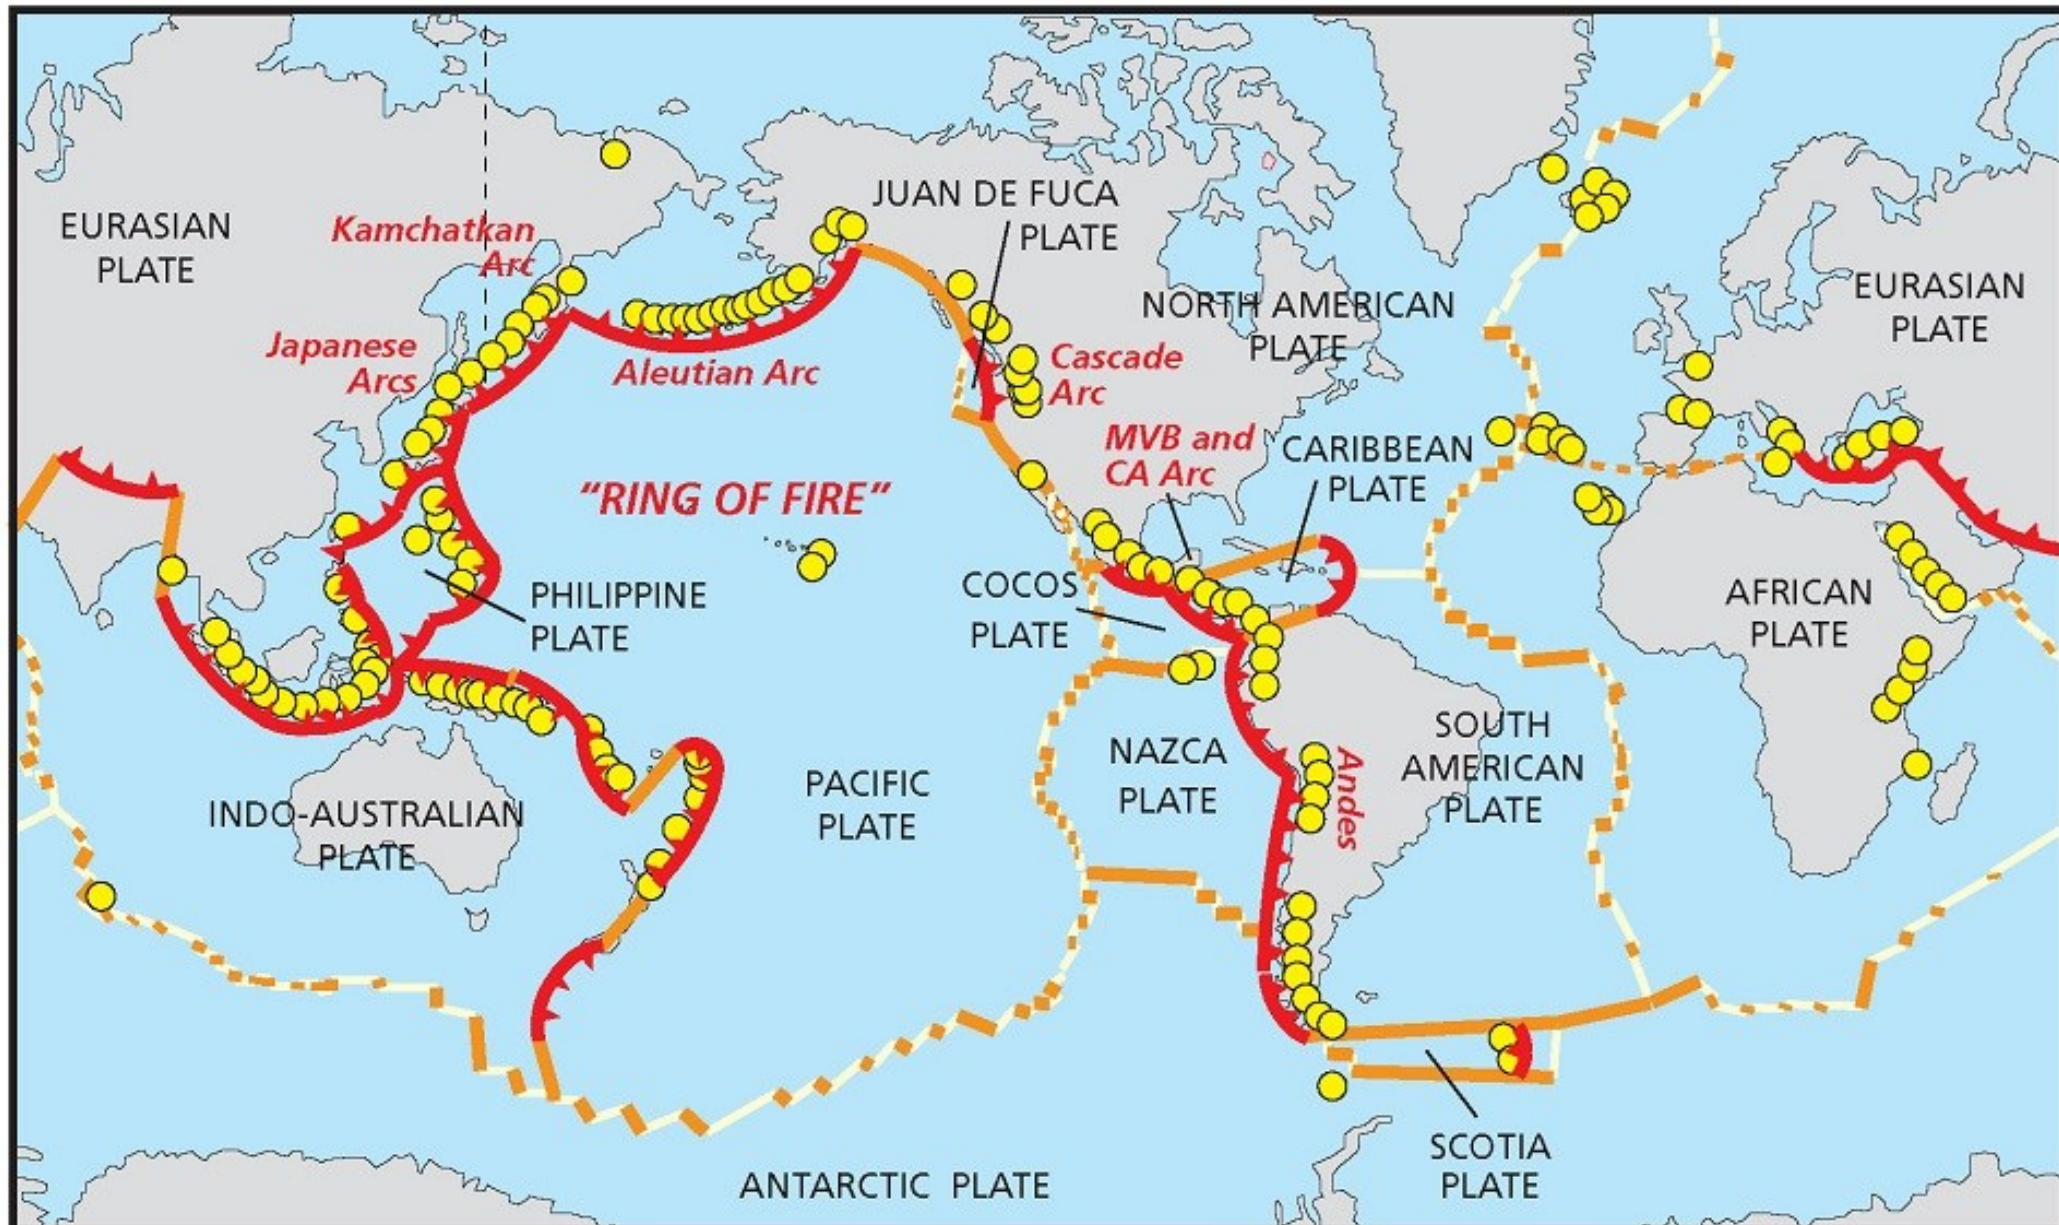 EURASIAN
PLATE
Kamchatkan
Arc
Japanese
Arcs
Aleutian Arc
JUAN DE FUCA
PLATE
NORTH AMERICAN
PLATE
Cascade
Arc
MVB and
CA Arc
CARIBBEAN
PLATE
EURASIAN
PLATE
"RING OF FIRE"
PHILIPPINE
PLATE
COCOS
PLATE
AFRICAN
PLATE
INDO-AUSTRALIAN
PLATE
PACIFIC
PLATE
NAZCA
PLATE
Andes
SOUTH
AMERICAN
PLATE
SCOTIA
PLATE
ANTARCTIC PLATE